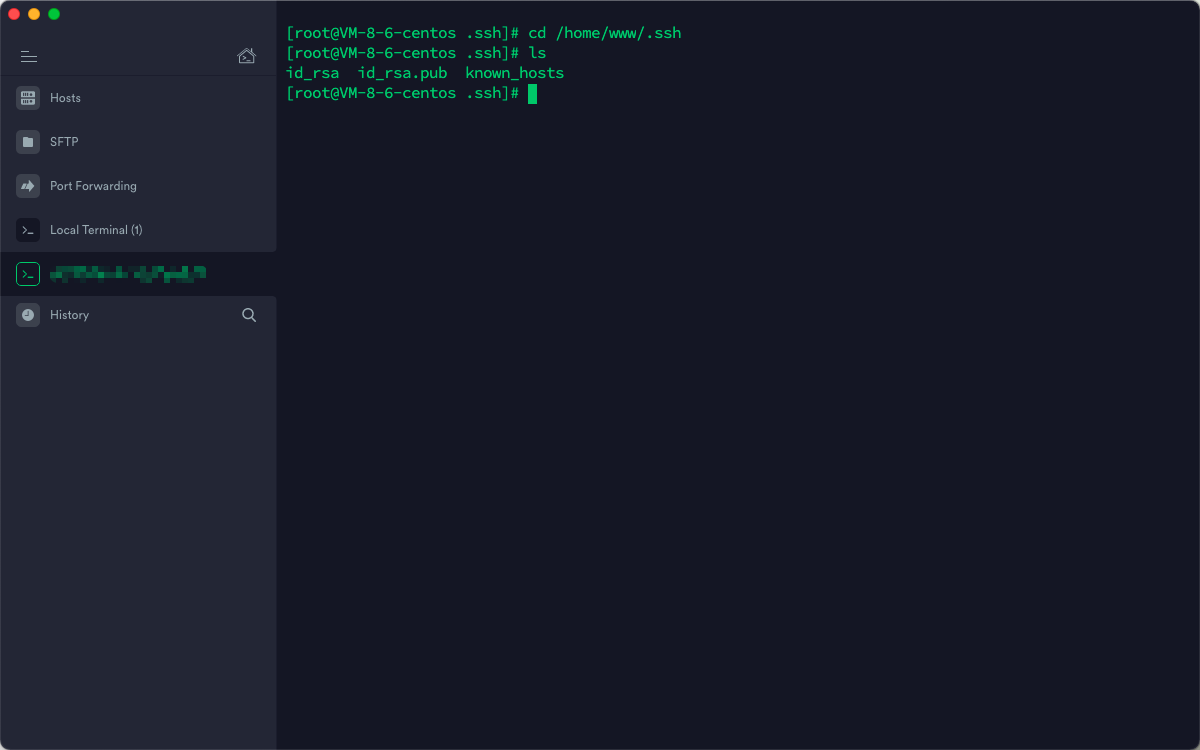 Hosts
SFTP
Port Forwarding
Local Terminal (1)
History
[root@VM-8-6-centos .ssh]# cd /home/www/.ssh
[root@VM-8-6-centos .ssh]# ls
id_rsa  id_rsa.pub  known_hosts
[root@VM-8-6-centos .ssh]#